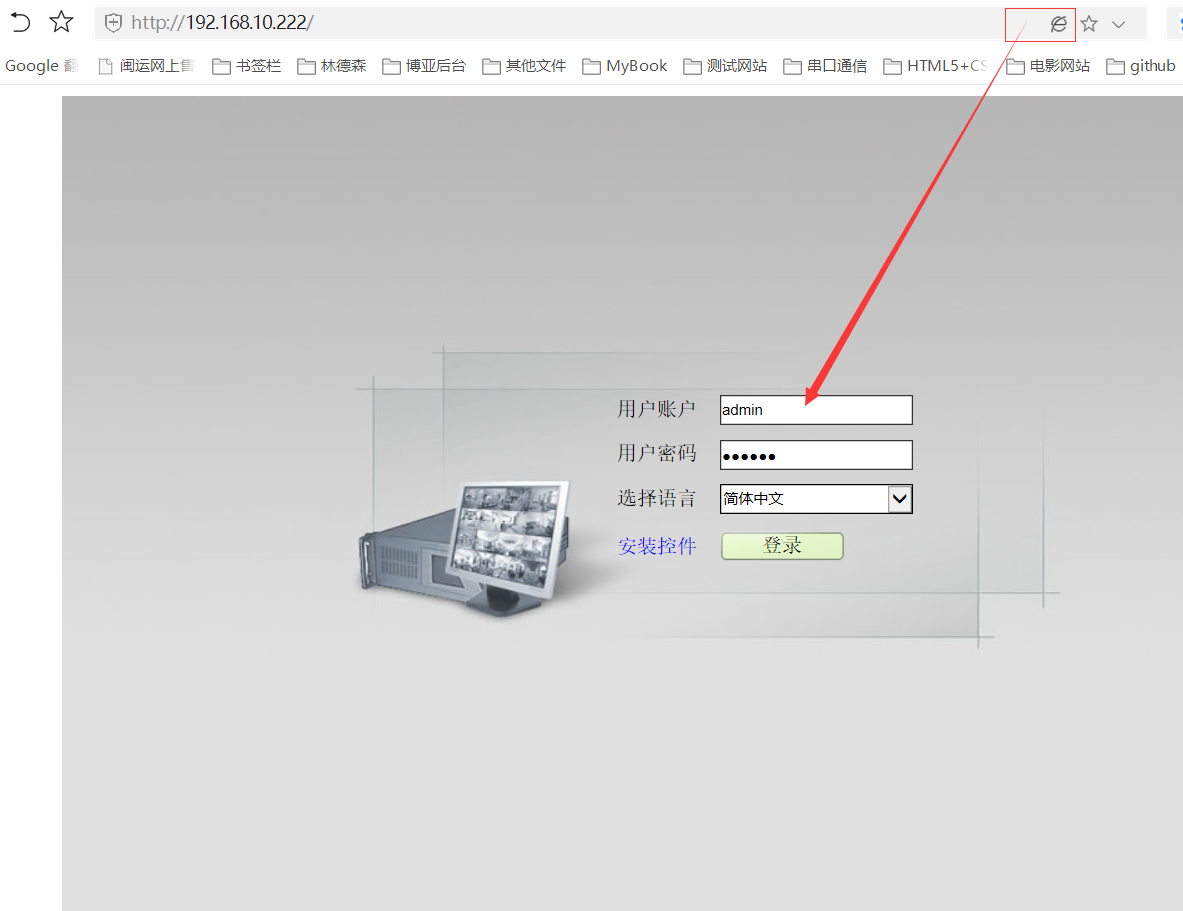 http://192.168.10.222/
Google 翻 闽运网上售 书签栏 林德森 博亚后台 其他文件 MyBook 测试网站 串口通信 HTML5+CS 电影网站 github
用户账户 admin
用户密码 ●●●●●●
选择语言 简体中文
安装控件 登录